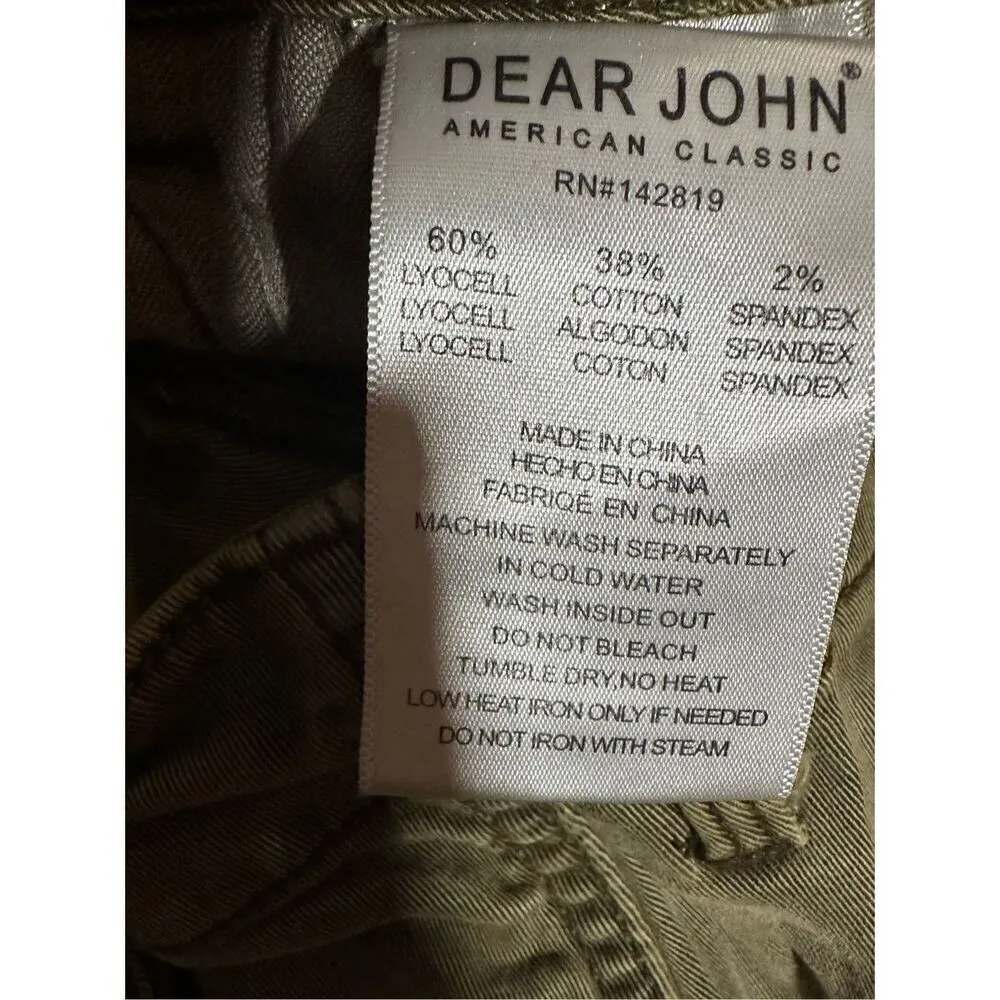 DEAR JOHN®
AMERICAN CLASSIC
RN#142819
60% 38% 2%
LYOCELL COTTON SPANDEX
LYOCELL ALGODON SPANDEX
LYOCELL COTON SPANDEX
MADE IN CHINA
HECHO EN CHINA
FABRIQÉ EN CHINA
MACHINE WASH SEPARATELY
IN COLD WATER
WASH INSIDE OUT
DO NOT BLEACH
TUMBLE DRY,NO HEAT
LOW HEAT IRON ONLY IF NEEDED
DO NOT IRON WITH STEAM